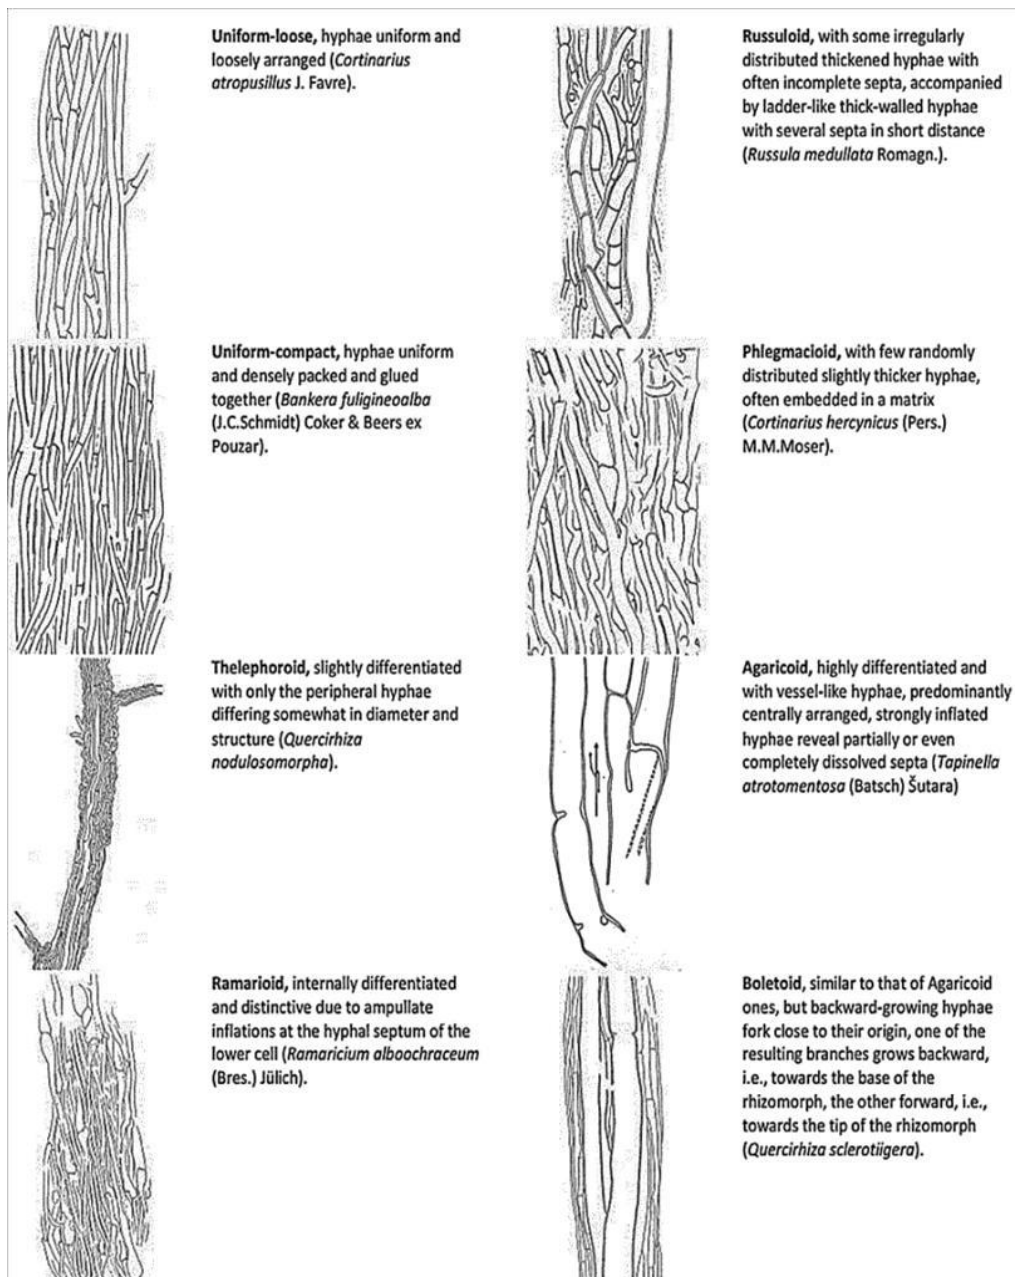 Uniform-loose, hyphae uniform and
loosely arranged (Cortinarius
atropusillus J. Favre).
Russuloid, with some irregularly
distributed thickened hyphae with
often incomplete septa, accompanied
by ladder-like thick-walled hyphae
with several septa in short distance
(Russula medullata Romagn.).
Uniform-compact, hyphae uniform
and densely packed and glued
together (Bankera fuligineoalba
(J.C.Schmidt) Coker & Beers ex
Pouzar).
Phlegmacioid, with few randomly
distributed slightly thicker hyphae,
often embedded in a matrix
(Cortinarius hercynicus (Pers.)
M.M.Moser).
Thelephoroid, slightly differentiated
with only the peripheral hyphae
differing somewhat in diameter and
structure (Quercirhiza
nodulosomorpha).
Agaricoid, highly differentiated and
with vessel-like hyphae, predominantly
centrally arranged, strongly inflated
hyphae reveal partially or even
completely dissolved septa (Tapinella
atrotomentosa (Batsch) Šutara)
Ramarioid, internally differentiated
and distinctive due to ampullate
inflations at the hyphal septum of the
lower cell (Ramaricium alboochraceum
(Bres.) Jülich).
Boletoid, similar to that of Agaricoid
ones, but backward-growing hyphae
fork close to their origin, one of the
resulting branches grows backward,
i.e., towards the base of the
rhizomorph, the other forward, i.e.,
towards the tip of the rhizomorph
(Quercirhiza sclerotiigera).